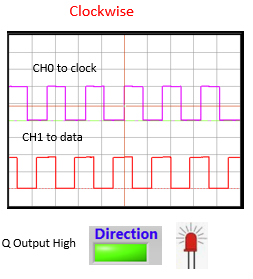 Clockwise
CH0 to clock
CH1 to data
Q Output High
Direction